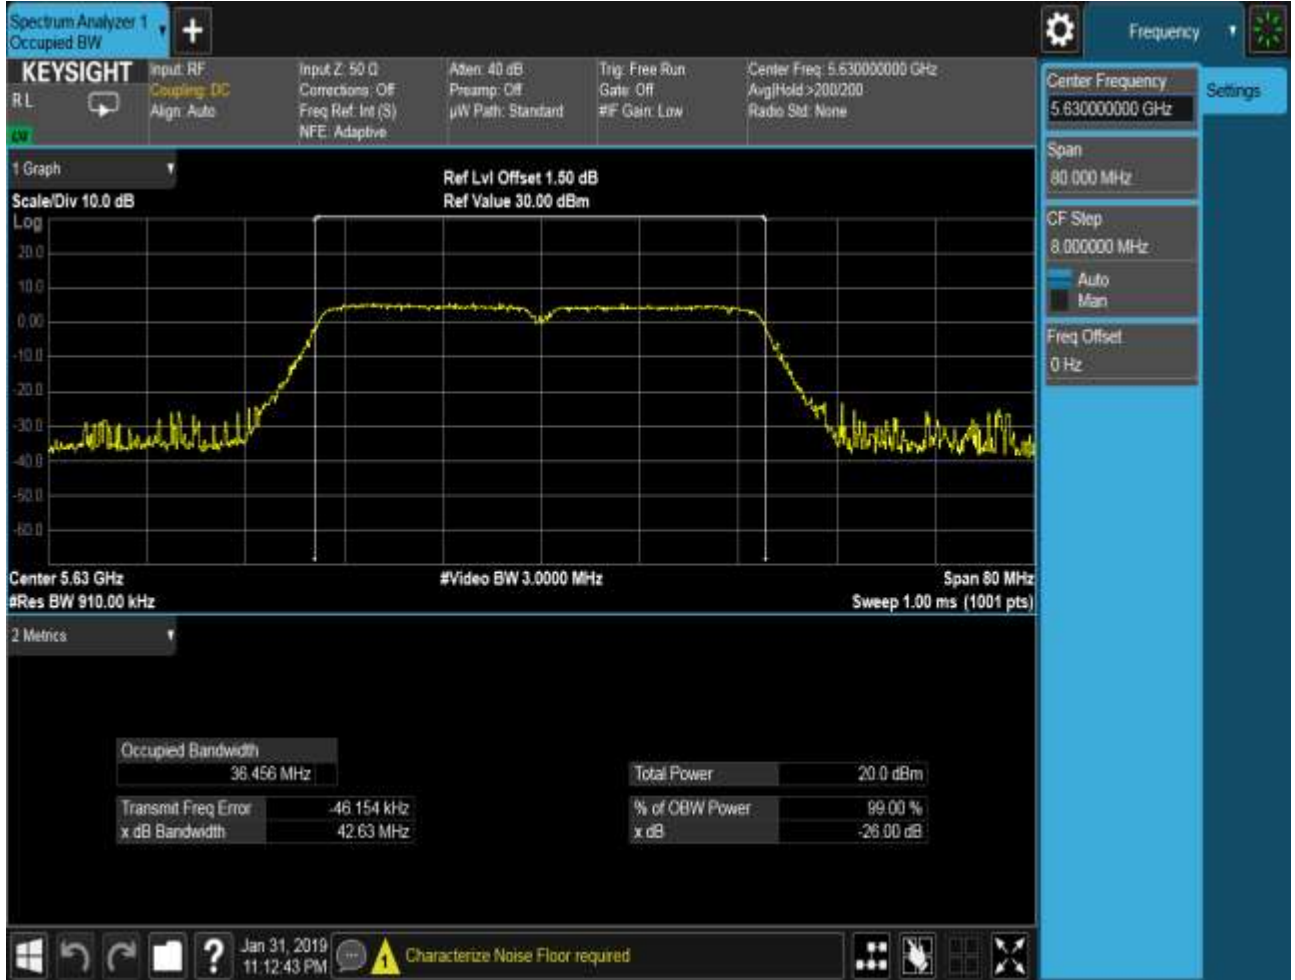 Spectrum Analyzer 1
Occupied BW
+
Frequency
KEYSIGHT
RL
LXI
Input: RF
Coupling: DC
Align: Auto
Input Z: 50 Ω
Corrections: Off
Freq Ref: Int (S)
NFE: Adaptive
Atten: 40 dB
Preamp: Off
µW Path: Standard
Trig: Free Run
Gate: Off
#IF Gain: Low
Center Freq: 5.630000000 GHz
Avg|Hold:>200/200
Radio Std: None
Center Frequency
5.630000000 GHz
Settings
Span
80.000 MHz
CF Step
8.000000 MHz
Auto
Man
Freq Offset
0 Hz
1 Graph
Scale/Div 10.0 dB
Ref Lvl Offset 1.50 dB
Ref Value 30.00 dBm
Log
20.0
10.0
0.00
-10.0
-20.0
-30.0
-40.0
-50.0
-60.0
Center 5.63 GHz
#Video BW 3.0000 MHz
Span 80 MHz
#Res BW 910.00 kHz
Sweep 1.00 ms (1001 pts)
2 Metrics
Occupied Bandwidth
36.456 MHz
Total Power 20.0 dBm
Transmit Freq Error -46.154 kHz
% of OBW Power 99.00 %
x dB Bandwidth 42.63 MHz
x dB -26.00 dB
?
Jan 31, 2019
11:12:43 PM
1
Characterize Noise Floor required